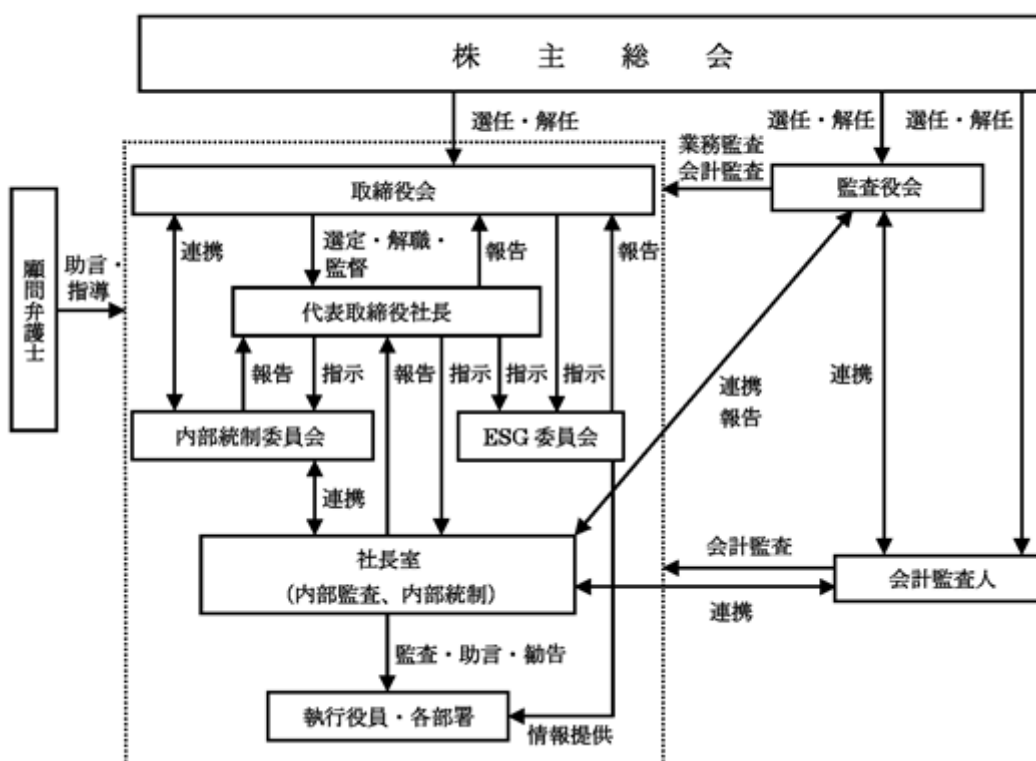 株主総会
選任・解任
選任・解任
選任・解任
業務監査
会計監査
取締役会
監査役会
顧問弁護士
助言・
指導
連携
選定・解職・
監督
報告
報告
代表取締役社長
報告
指示
報告
指示
指示
指示
連携
報告
連携
内部統制委員会
ESG 委員会
連携
社長室
(内部監査、内部統制)
会計監査
会計監査人
連携
監査・助言・勧告
執行役員・各部署
情報提供